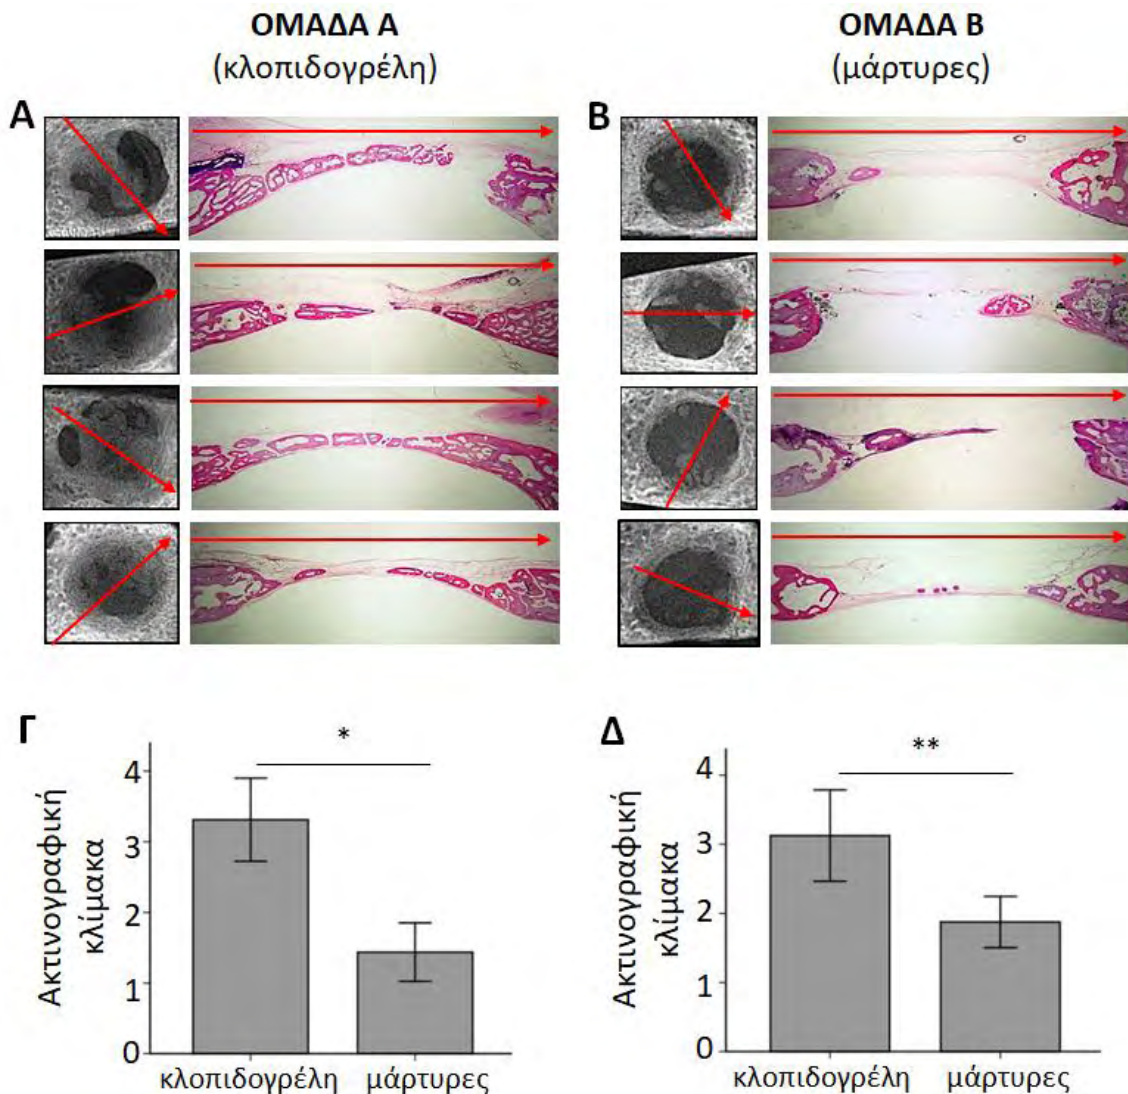 ΟΜΑΔΑ Α
(κλοπιδογρέλη)
ΟΜΑΔΑ Β
(μάρτυρες)
Α
Β
Γ
*
Ακτινογραφική
κλίμακα
4
3
2
1
0
κλοπιδογρέλη
μάρτυρες
Δ
**
Ακτινογραφική
κλίμακα
4
3
2
1
0
κλοπιδογρέλη
μάρτυρες